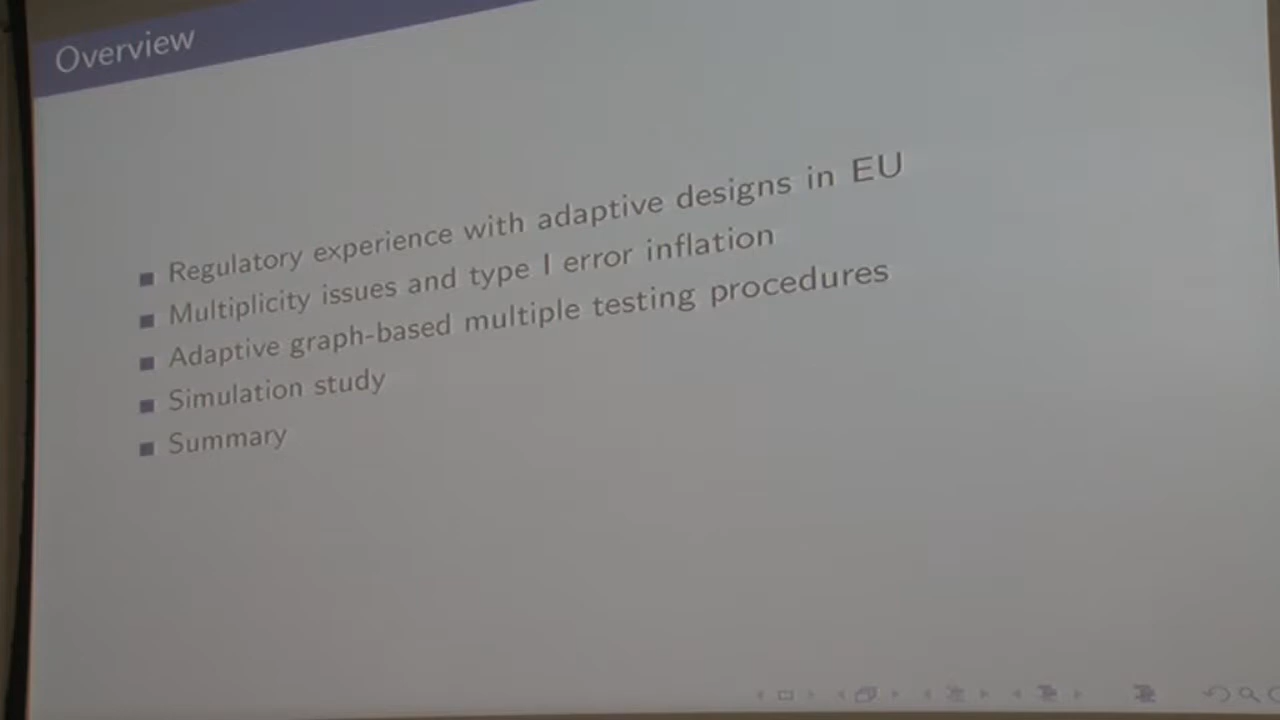 Overview
Regulatory experience with adaptive designs in EU
Multiplicity issues and type I error inflation
Adaptive graph-based multiple testing procedures
Simulation study
Summary